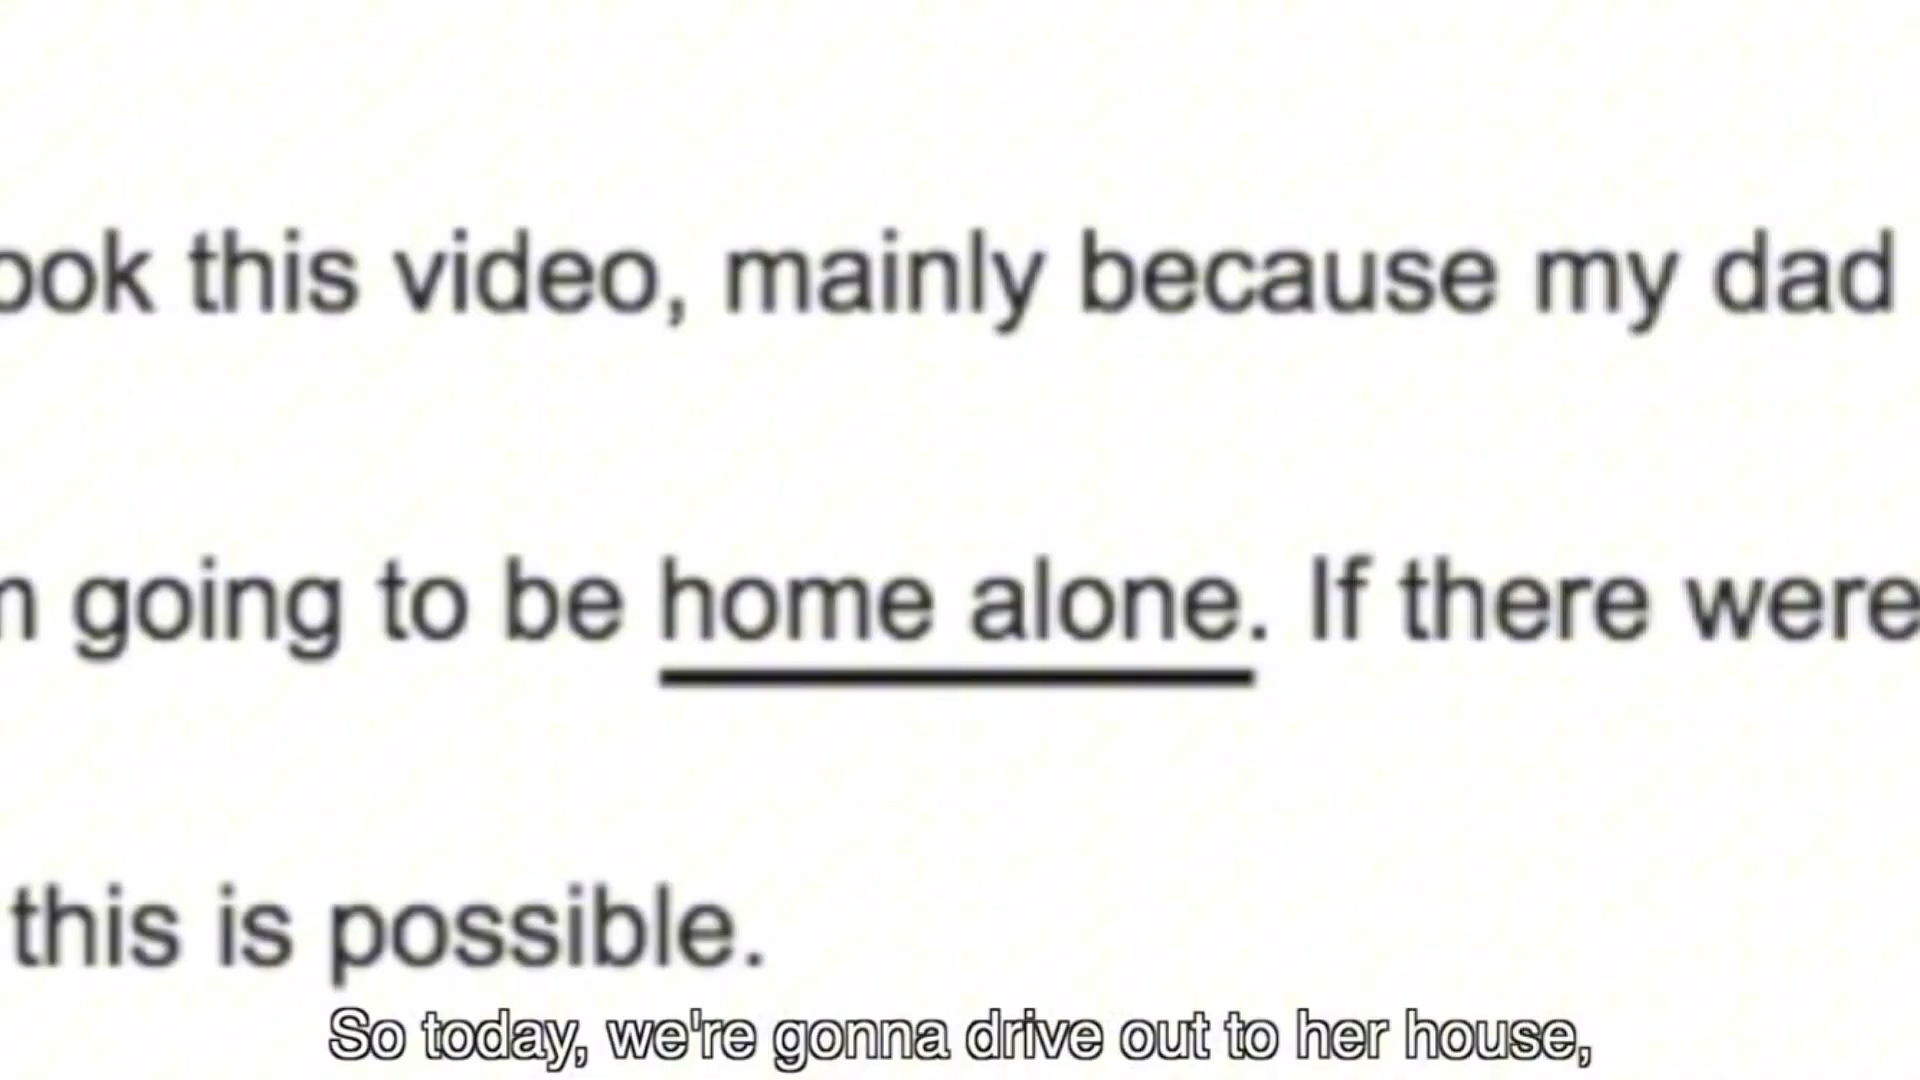 ook this video, mainly because my dad
going to be home alone. If there were
this is possible.
So today, we're gonna drive out to her house,